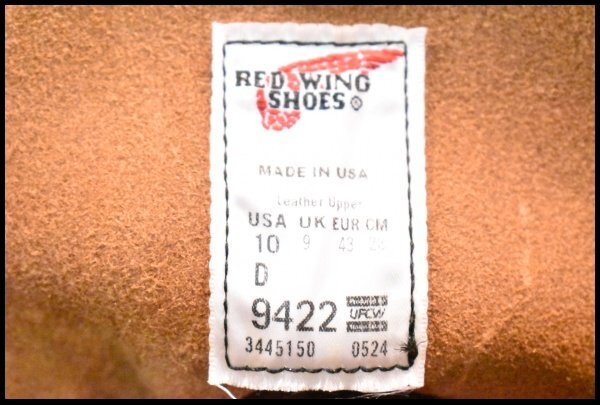 RED WING
SHOES ®
MADE IN USA
Leather Upper
USA UK EUR CM
10 9 43 28
D
9422 UFCW
3445150 0524